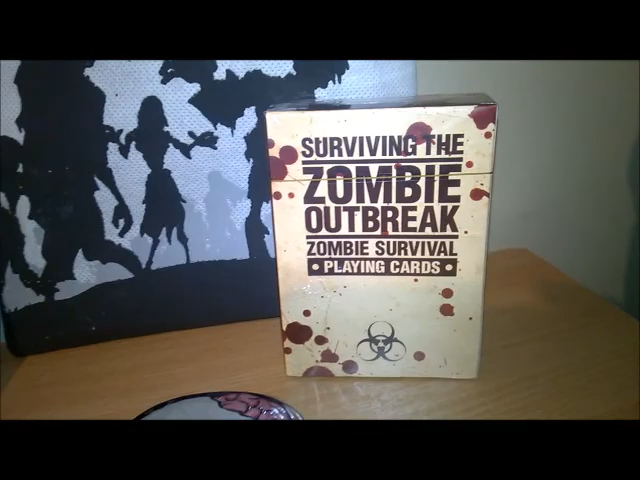 SURVIVING THE
ZOMBIE
OUTBREAK
ZOMBIE SURVIVAL
• PLAYING CARDS •